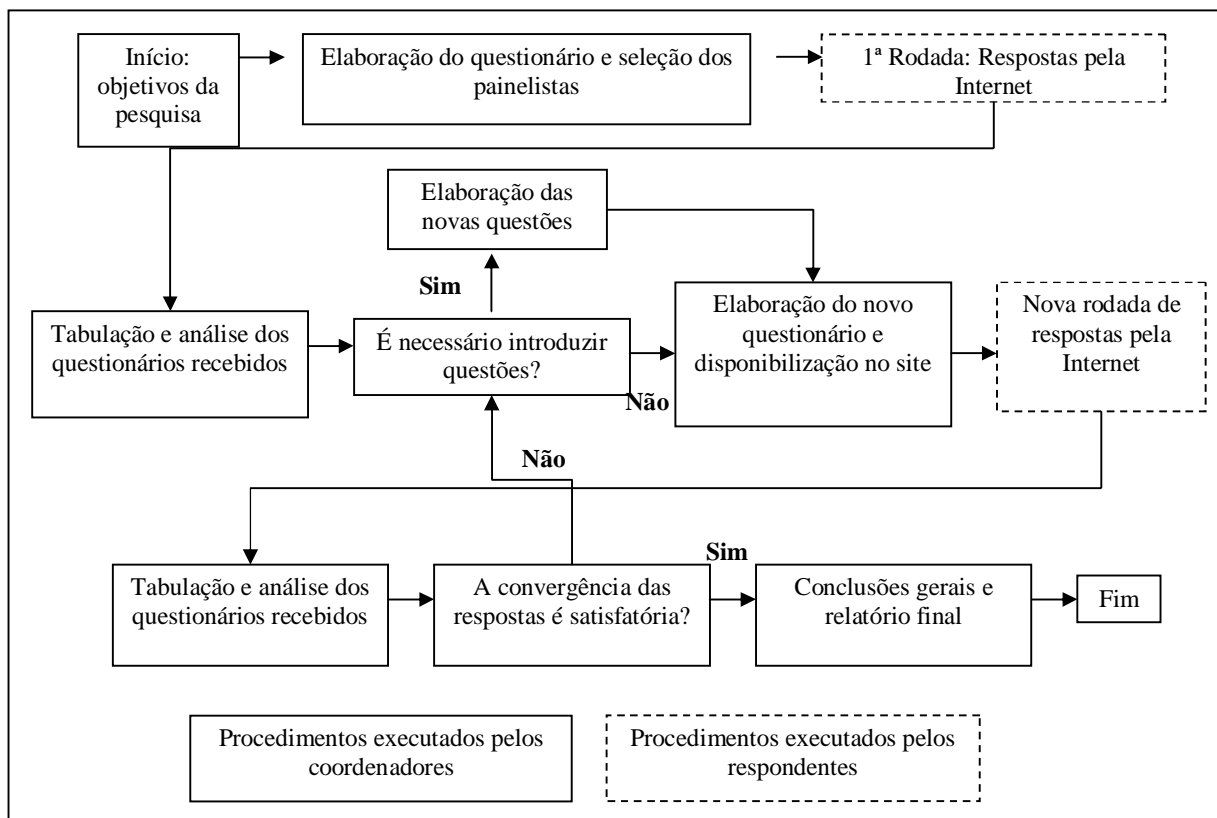 Início:
objetivos da
pesquisa
Elaboração do questionário e seleção dos
painelistas
1ª Rodada: Respostas pela
Internet
Elaboração das
novas questões
Sim
Tabulação e análise dos
questionários recebidos
É necessário introduzir
questões?
Não
Elaboração do novo
questionário e
disponibilização no site
Nova rodada de
respostas pela
Internet
Não
Tabulação e análise dos
questionários recebidos
A convergência das
respostas é satisfatória?
Sim
Conclusões gerais e
relatório final
Fim
Procedimentos executados pelos
coordenadores
Procedimentos executados pelos
respondentes